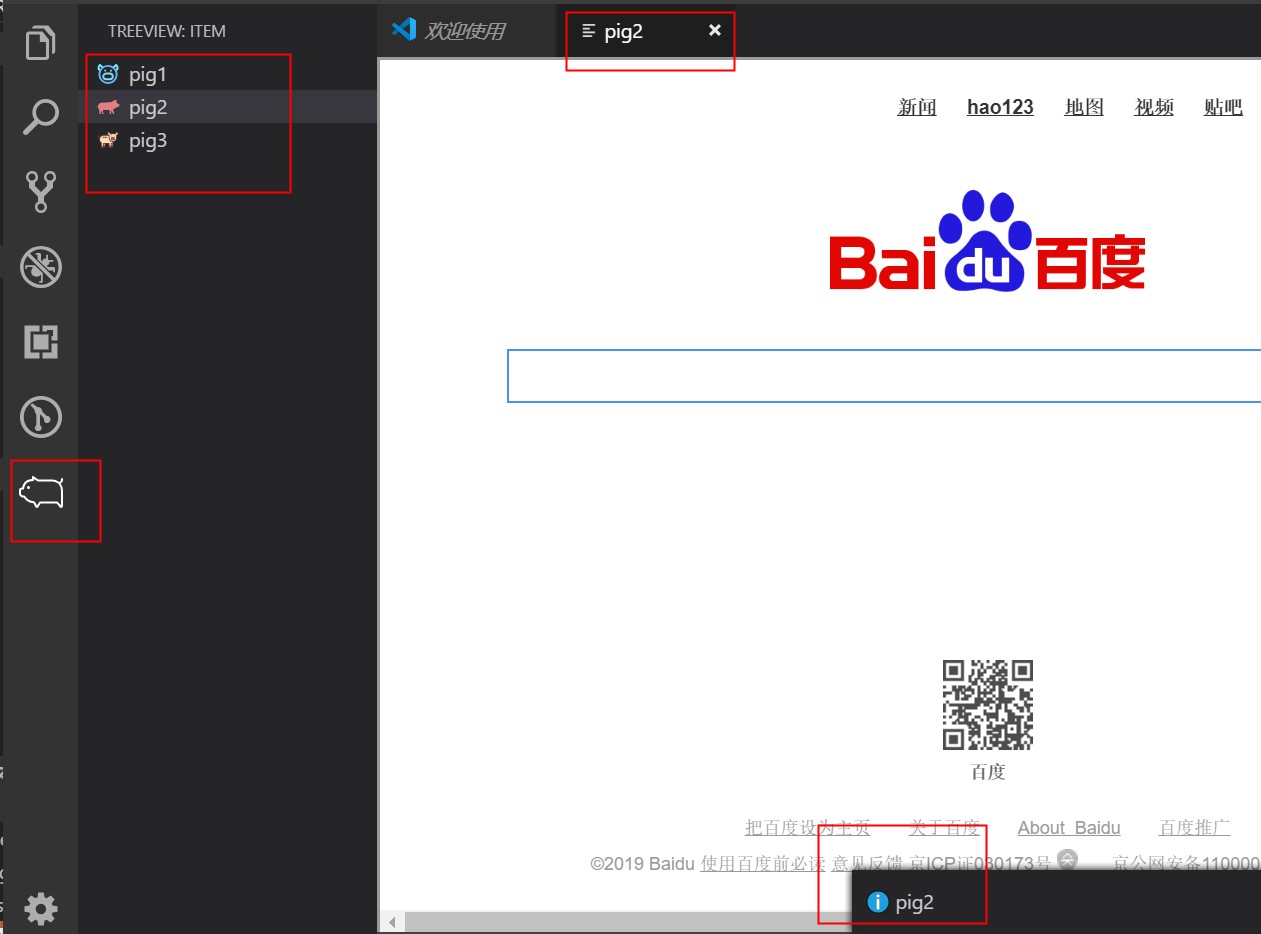 TREEVIEW: ITEM
pig1
pig2
pig3
欢迎使用
pig2
新闻 hao123 地图 视频 贴吧
Bai du 百度
百度
把百度设为主页 关于百度 About Baidu 百度推广
©2019 Baidu 使用百度前必读 意见反馈 京ICP证030173号 京公网安备110000
pig2